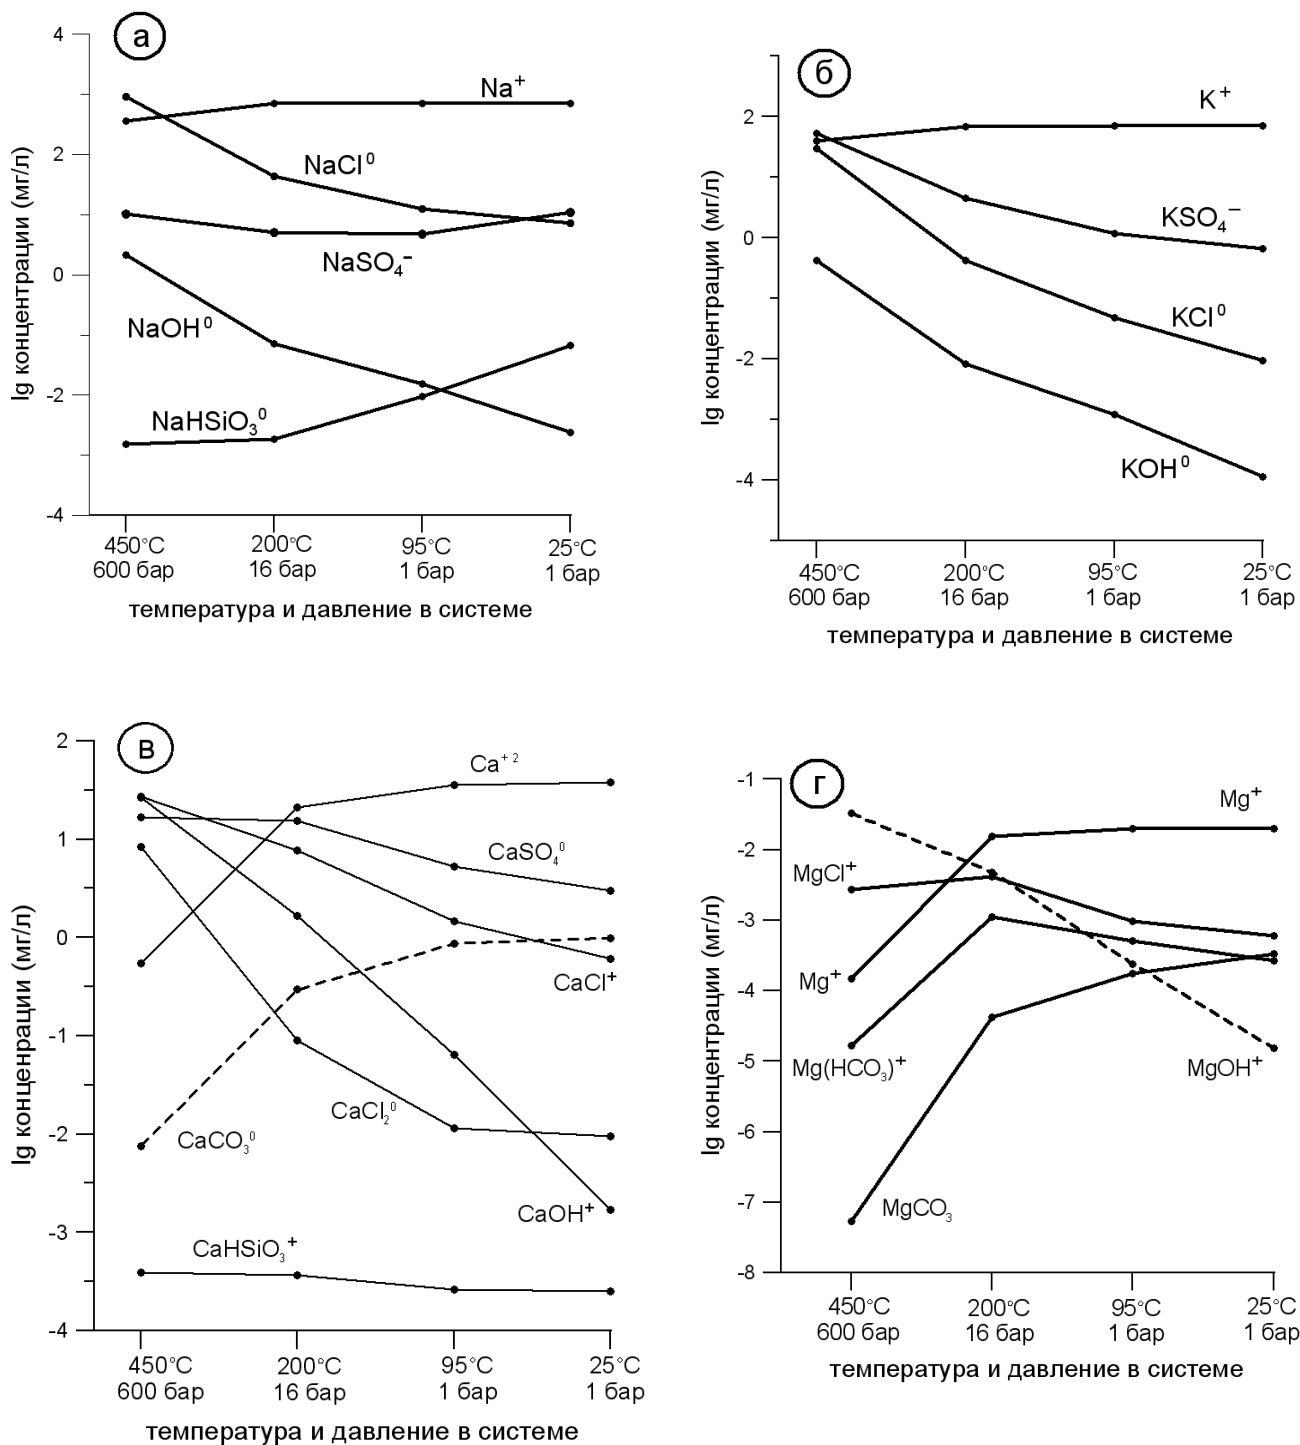 а
4
2
0
-2
-4
lg концентрации (мг/л)
Na⁺
NaCl⁰
NaSO₄⁻
NaOH⁰
NaHSiO₃⁰
450°C 200°C 95°C 25°C
600 бар 16 бар 1 бар 1 бар
температура и давление в системе
б
2
0
-2
-4
lg концентрации (мг/л)
K⁺
KSO₄⁻
KCl⁰
KOH⁰
450°C 200°C 95°C 25°C
600 бар 16 бар 1 бар 1 бар
температура и давление в системе
в
2
1
0
-1
-2
-3
-4
lg конценрации (мг/л)
Ca⁺²
CaSO₄⁰
CaCl⁺
CaCl₂⁰
CaCO₃⁰
CaOH⁺
CaHSiO₃⁺
450°C 200°C 95°C 25°C
600 бар 16 бар 1 бар 1 бар
температура и давление в системе
г
-1
-2
-3
-4
-5
-6
-7
-8
lg концентрации (мг/л)
Mg⁺
MgCl⁺
Mg⁺
Mg(HCO₃)⁺
MgOH⁺
MgCO₃
450°C 200°C 95°C 25°C
600 бар 16 бар 1 бар 1 бар
температура и давление в системе